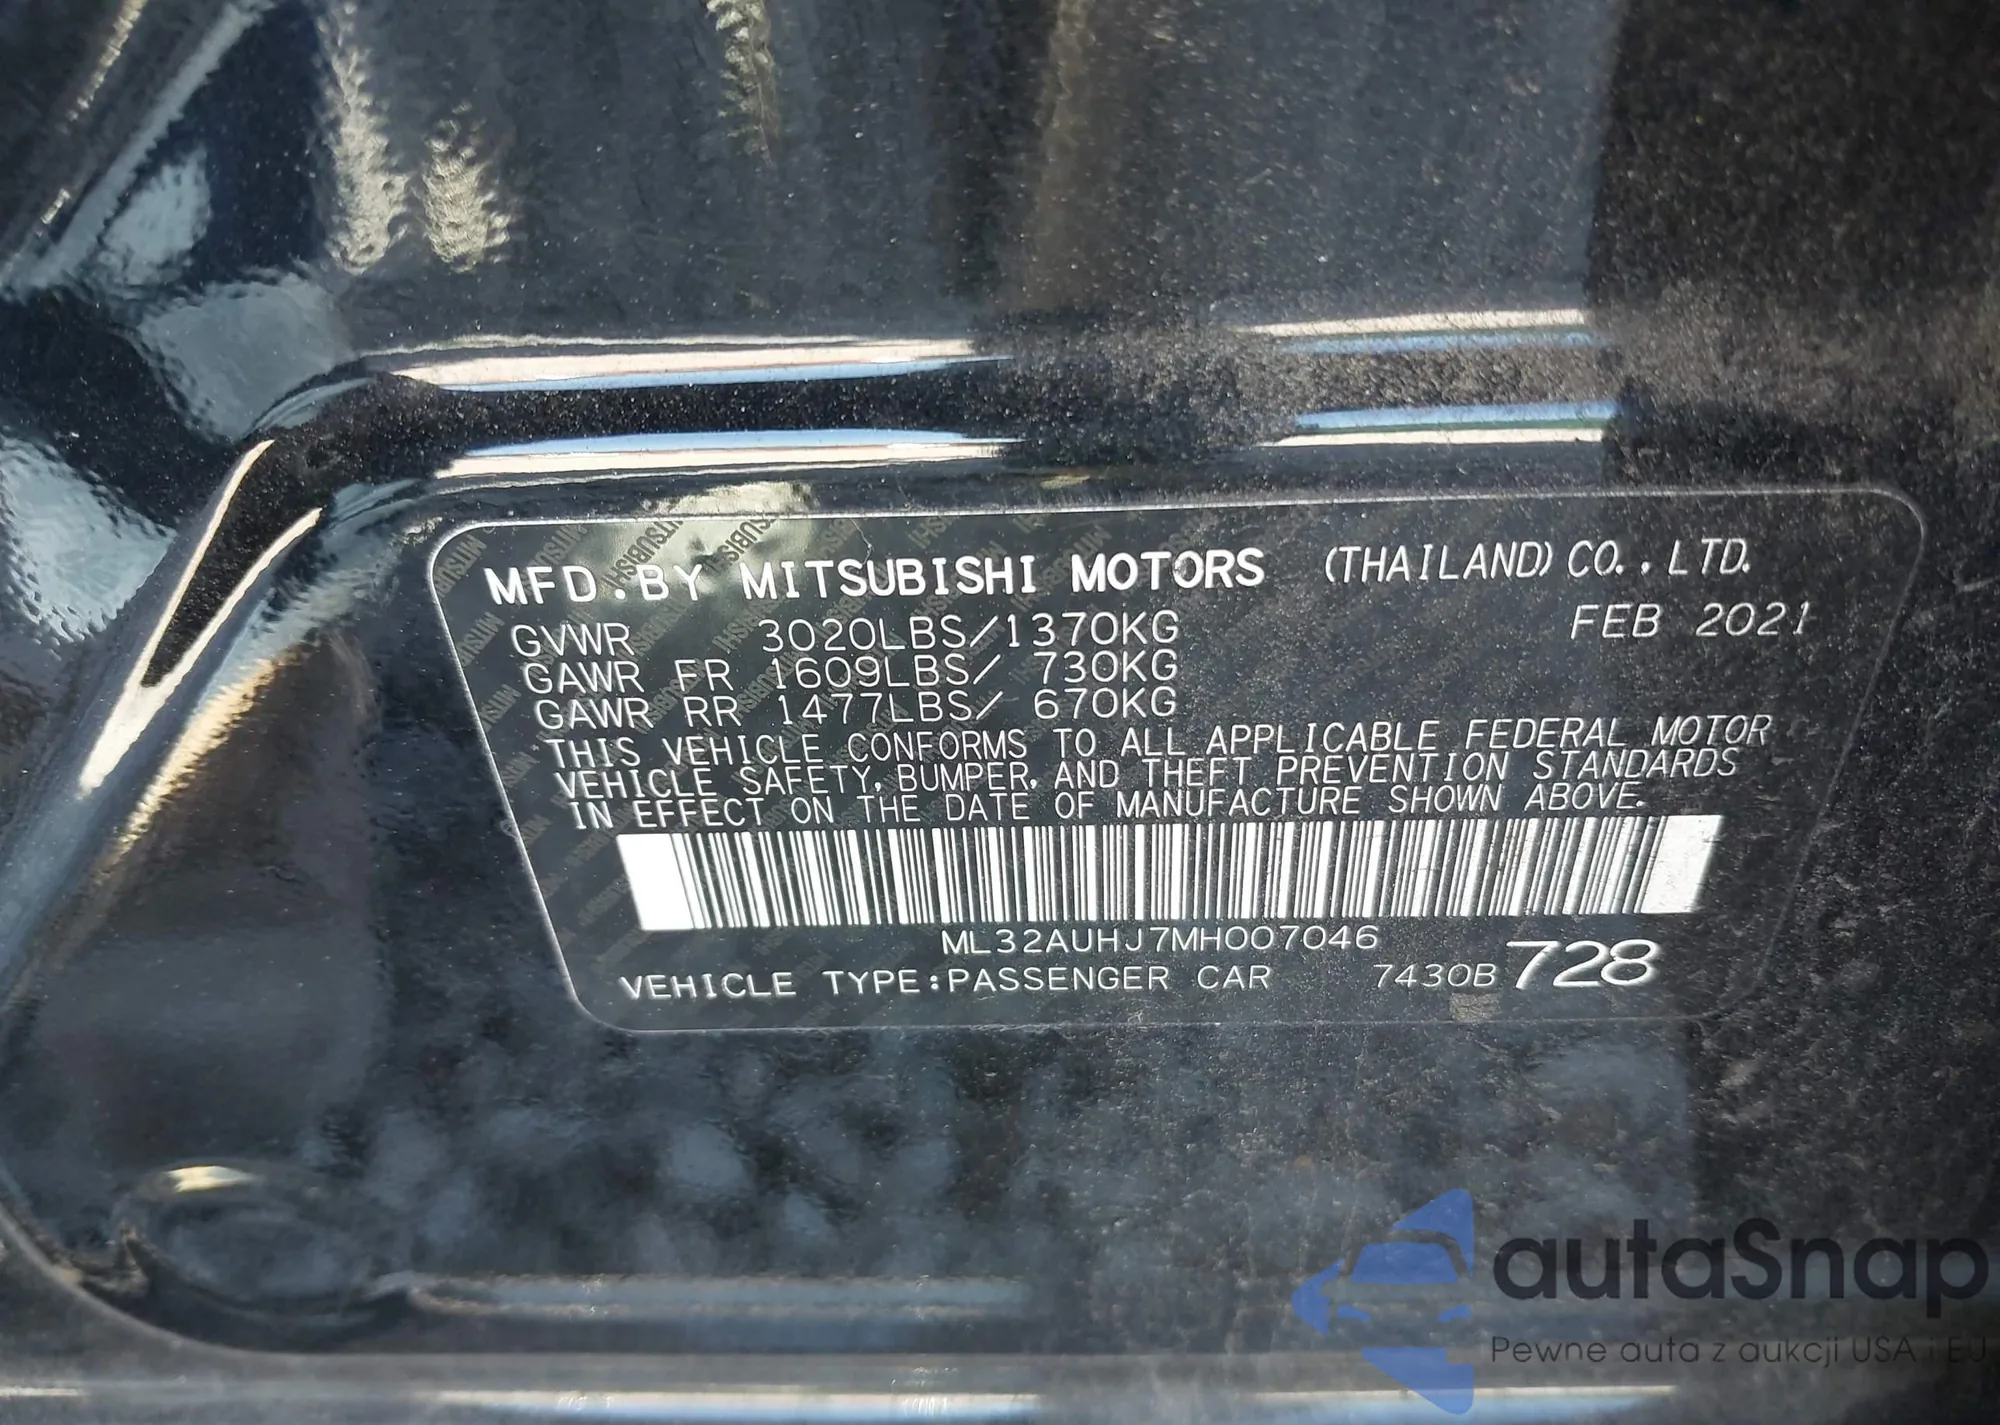 MFD.BY MITSUBISHI MOTORS (THAILAND) CO.,LTD.
FEB 2021
GVWR 3020LBS/1370KG
GAWR FR 1609LBS/ 730KG
GAWR RR 1477LBS/ 670KG
THIS VEHICLE CONFORMS TO ALL APPLICABLE FEDERAL MOTOR
VEHICLE SAFETY, BUMPER, AND THEFT PREVENTION STANDARDS
IN EFFECT ON THE DATE OF MANUFACTURE SHOWN ABOVE.
ML32AUHJ7MH007046
VEHICLE TYPE:PASSENGER CAR 7430B 728
autaSnap
Pewne auta z aukcji USA i EU